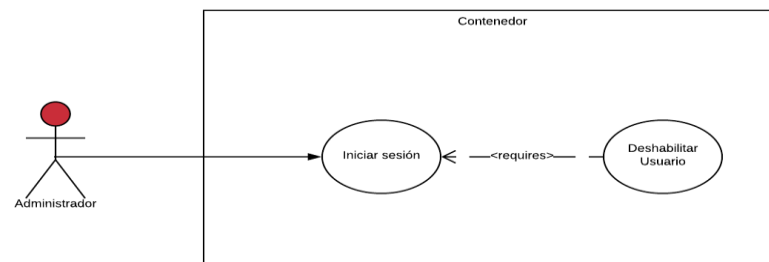 Contenedor
Iniciar sesión
<requires>
Deshabilitar
Usuario
Administrador